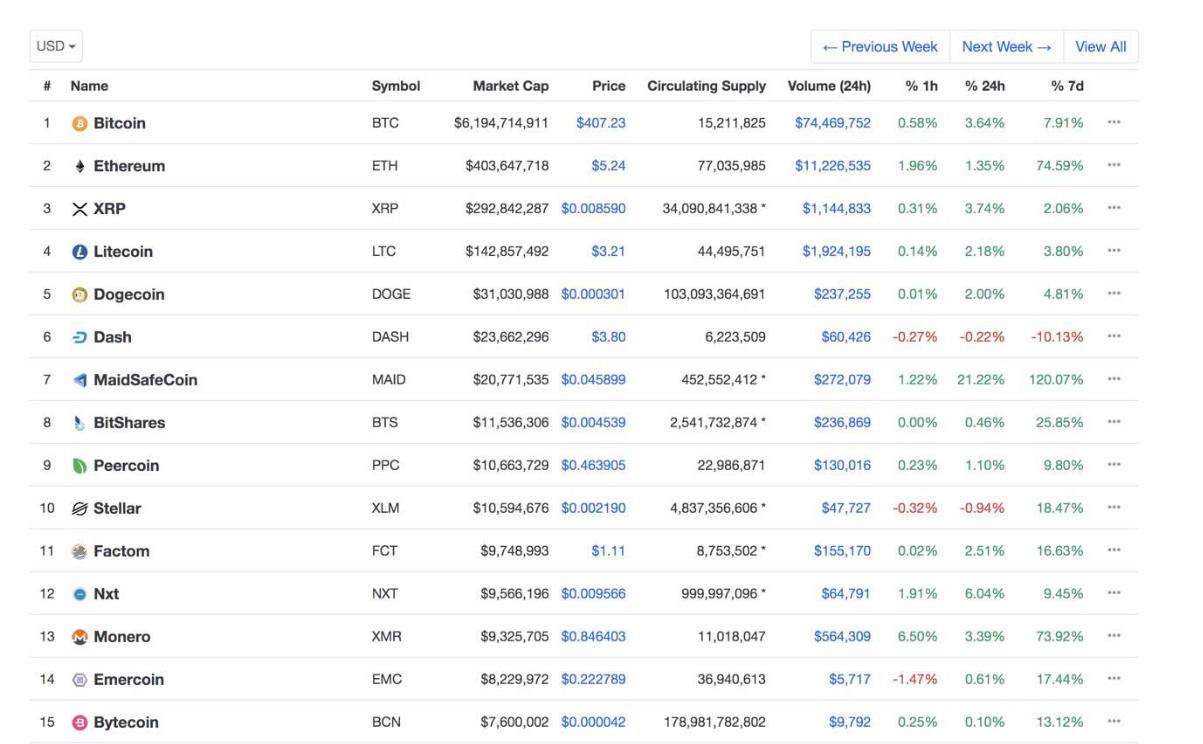 USD ← Previous Week Next Week → View All
# Name Symbol Market Cap Price Circulating Supply Volume (24h) % 1h % 24h % 7d
1 Bitcoin BTC $6,194,714,911 $407.23 15,211,825 $74,469,752 0.58% 3.64% 7.91% ···
2 Ethereum ETH $403,647,718 $5.24 77,035,985 $11,226,535 1.96% 1.35% 74.59% ···
3 XRP XRP $292,842,287 $0.008590 34,090,841,338 * $1,144,833 0.31% 3.74% 2.06% ···
4 Litecoin LTC $142,857,492 $3.21 44,495,751 $1,924,195 0.14% 2.18% 3.80% ···
5 Dogecoin DOGE $31,030,988 $0.000301 103,093,364,691 $237,255 0.01% 2.00% 4.81% ···
6 Dash DASH $23,662,296 $3.80 6,223,509 $60,426 -0.27% -0.22% -10.13% ···
7 MaidSafeCoin MAID $20,771,535 $0.045899 452,552,412 * $272,079 1.22% 21.22% 120.07% ···
8 BitShares BTS $11,536,306 $0.004539 2,541,732,874 * $236,869 0.00% 0.46% 25.85% ···
9 Peercoin PPC $10,663,729 $0.463905 22,986,871 $130,016 0.23% 1.10% 9.80% ···
10 Stellar XLM $10,594,676 $0.002190 4,837,356,606 * $47,727 -0.32% -0.94% 18.47% ···
11 Factom FCT $9,748,993 $1.11 8,753,502 * $155,170 0.02% 2.51% 16.63% ···
12 Nxt NXT $9,566,196 $0.009566 999,997,096 * $64,791 1.91% 6.04% 9.45% ···
13 Monero XMR $9,325,705 $0.846403 11,018,047 $564,309 6.50% 3.39% 73.92% ···
14 Emercoin EMC $8,229,972 $0.222789 36,940,613 $5,717 -1.47% 0.61% 17.44% ···
15 Bytecoin BCN $7,600,002 $0.000042 178,981,782,802 $9,792 0.25% 0.10% 13.12% ···